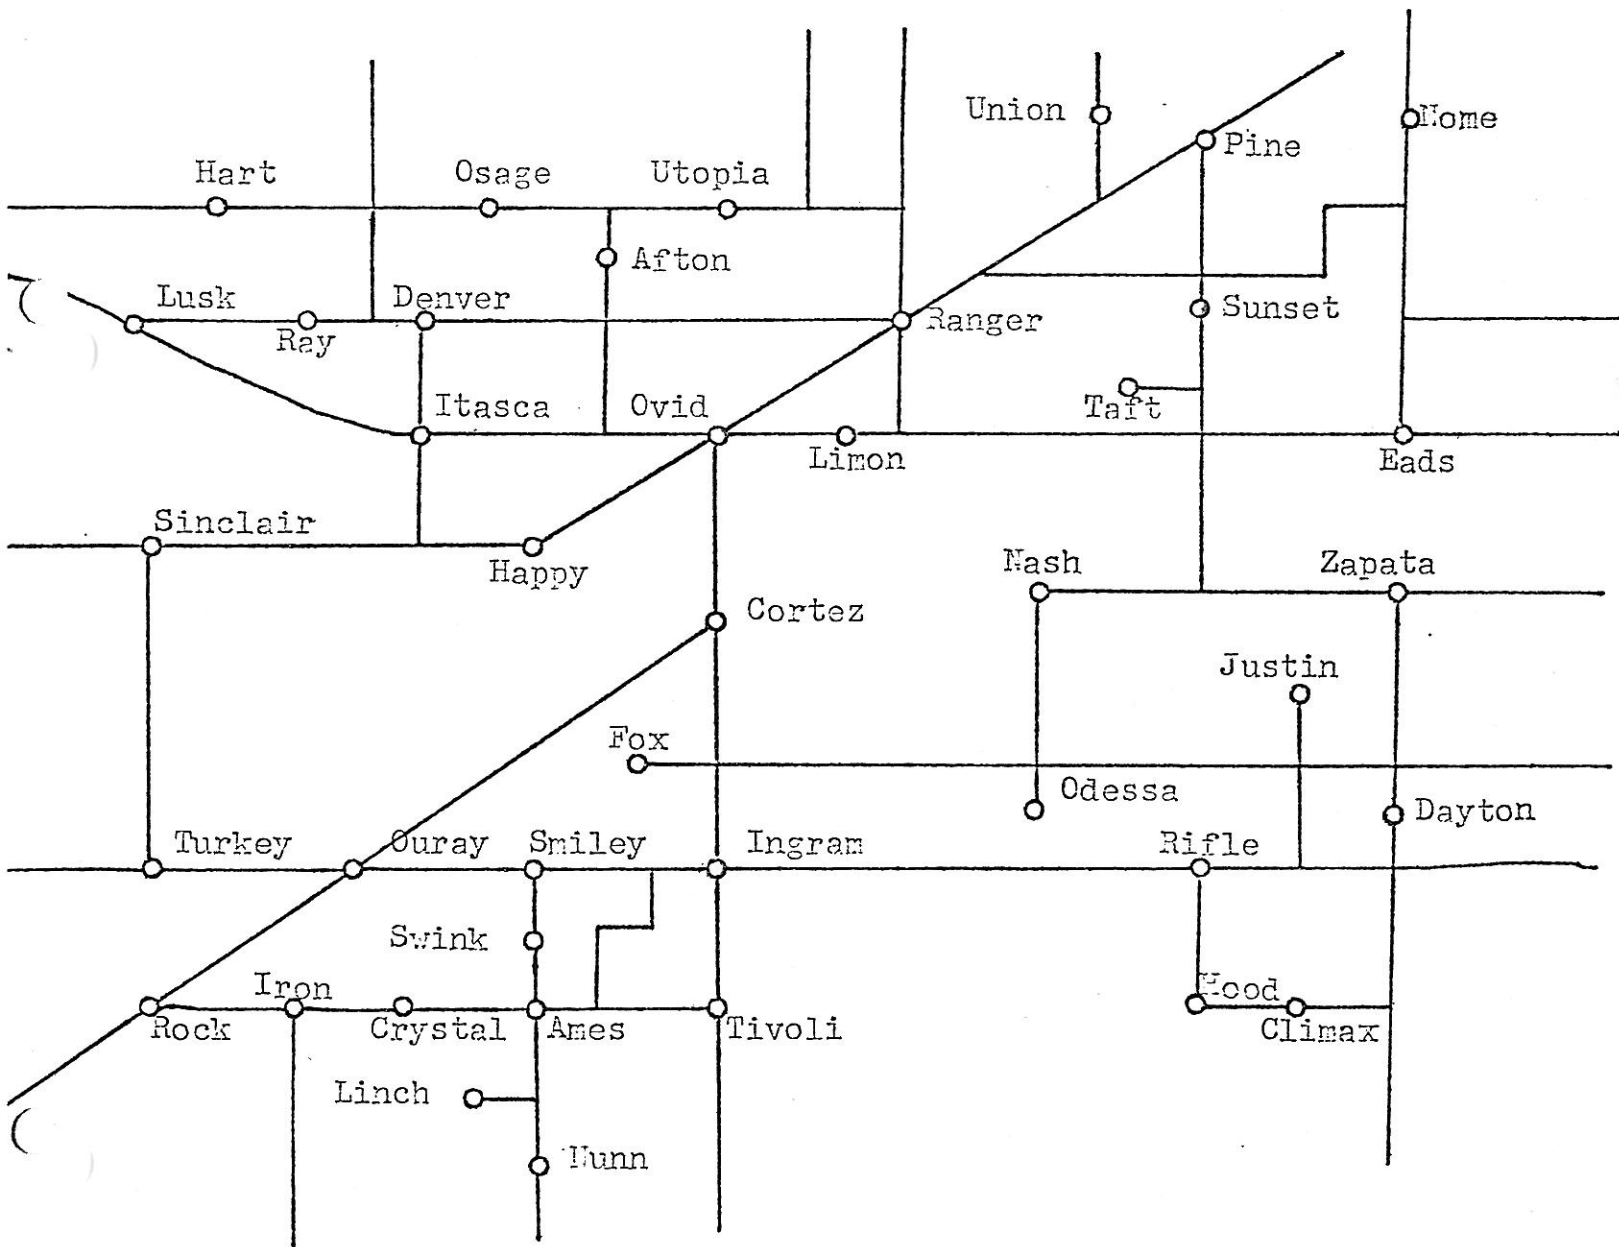 Union
Nome
Pine
Hart
Osage
Utopia
Afton
Lusk
Denver
Ranger
Sunset
Ray
Itasca
Ovid
Taft
Limon
Eads
Sinclair
Happy
Nash
Zapata
Cortez
Justin
Fox
Odessa
Dayton
Turkey
Ouray
Smiley
Ingram
Rifle
Swink
Iron
Hood
Rock
Crystal
Ames
Tivoli
Climax
Linch
Nunn